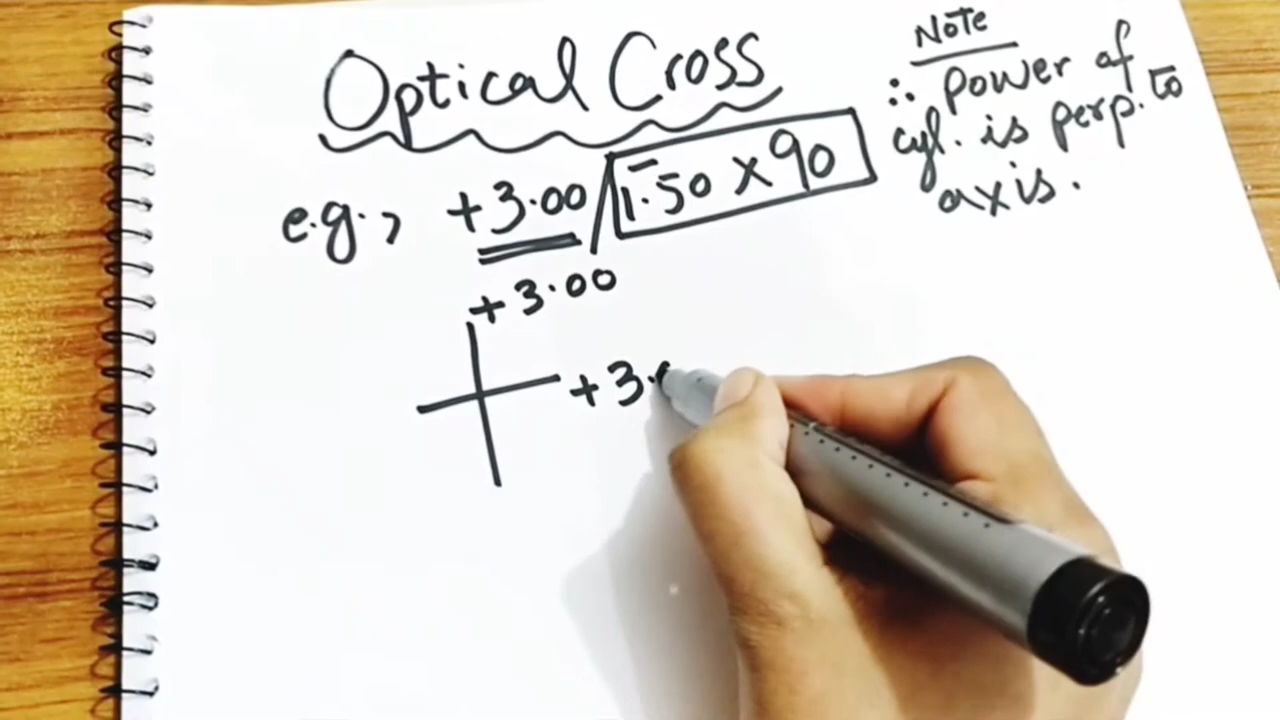 Optical Cross
e.g., +3.00 / -1.50 x 90
+3.00
+3.
Note
∴ power of
cyl. is perp. to
axis.